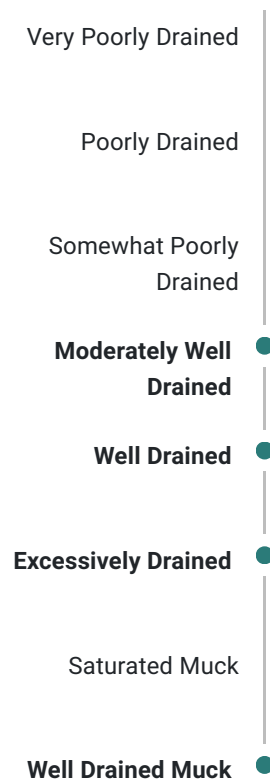 Very Poorly Drained
Poorly Drained
Somewhat Poorly
Drained
Moderately Well
Drained
Well Drained
Excessively Drained
Saturated Muck
Well Drained Muck